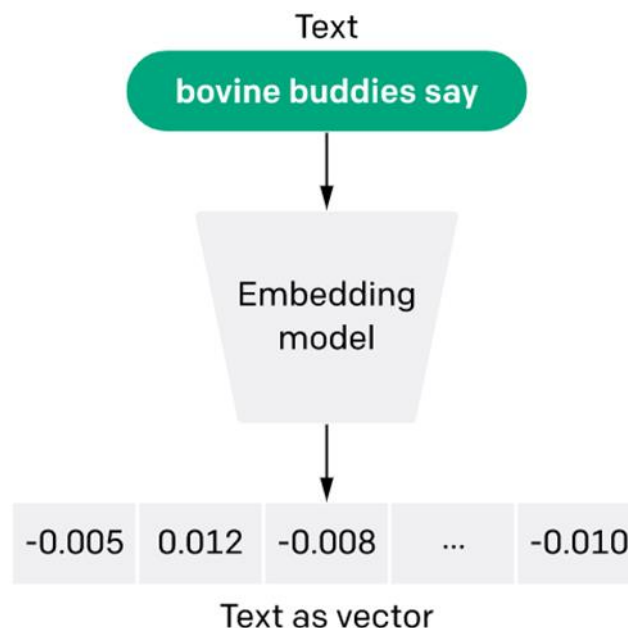 Text
bovine buddies say
Embedding
model
-0.005 0.012 -0.008 ... -0.010
Text as vector